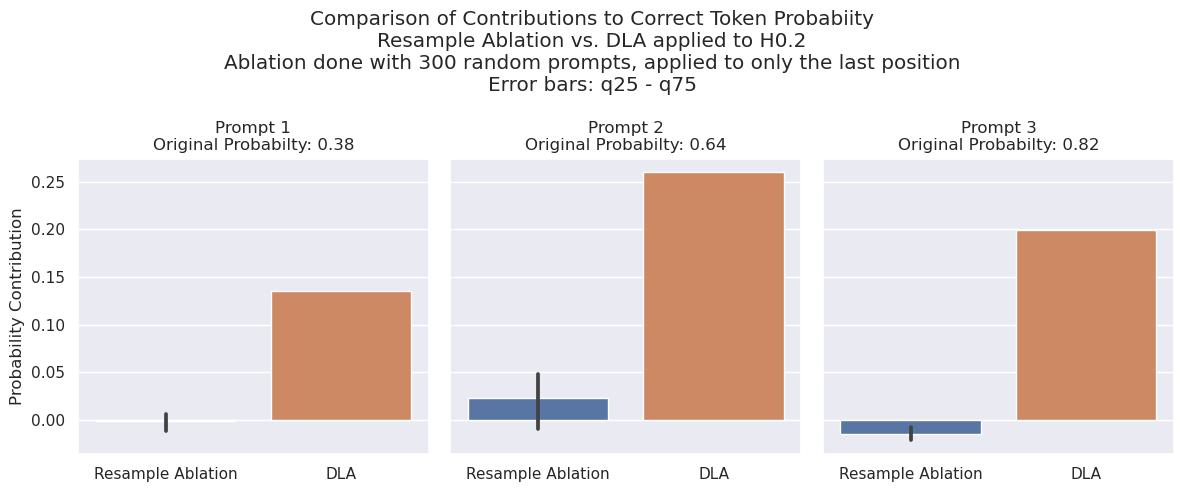 Comparison of Contributions to Correct Token Probabiity
Resample Ablation vs. DLA applied to H0.2
Ablation done with 300 random prompts, applied to only the last position
Error bars: q25 - q75
Prompt 1
Original Probabilty: 0.38
Prompt 2
Original Probabilty: 0.64
Prompt 3
Original Probabilty: 0.82
Probability Contribution
0.25
0.20
0.15
0.10
0.05
0.00
Resample Ablation
DLA
Resample Ablation
DLA
Resample Ablation
DLA